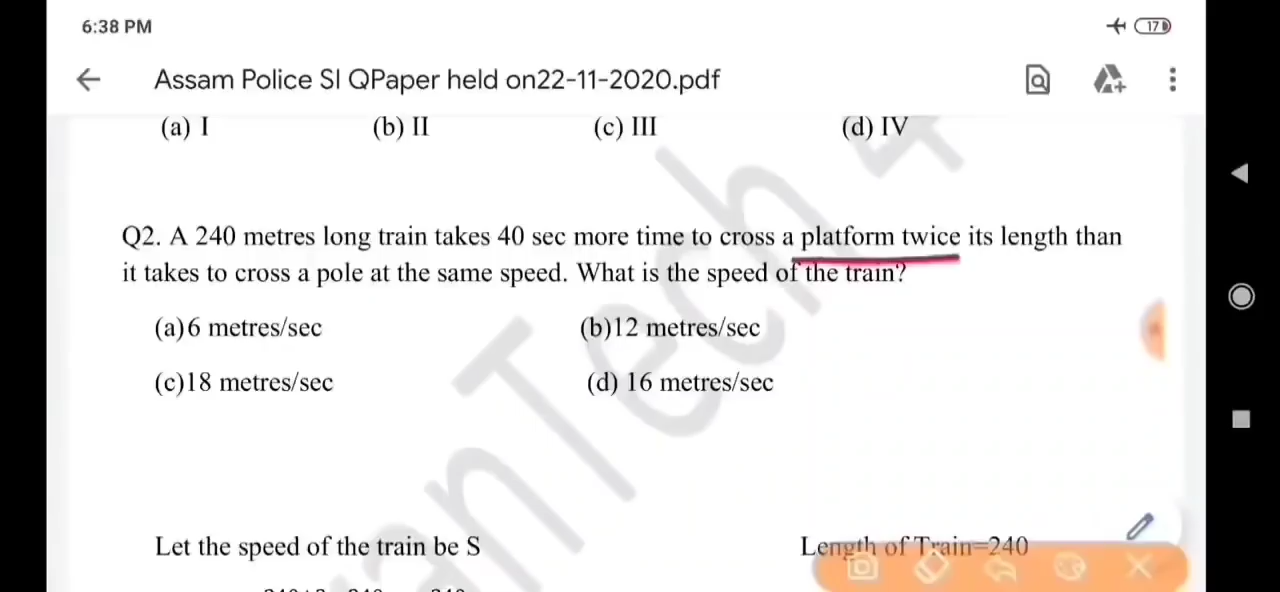 6:38 PM
17
Assam Police SI QPaper held on22-11-2020.pdf
(a) I (b) II (c) III (d) IV
Q2. A 240 metres long train takes 40 sec more time to cross a platform twice its length than
it takes to cross a pole at the same speed. What is the speed of the train?
(a)6 metres/sec (b)12 metres/sec
(c)18 metres/sec (d) 16 metres/sec
Let the speed of the train be S Length of Train=240